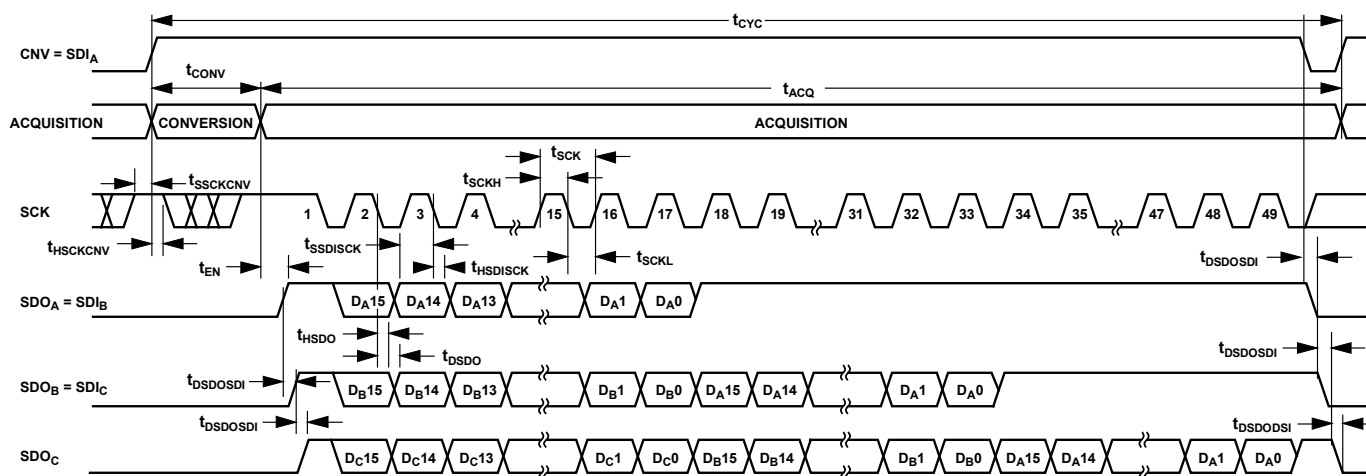 tCYC
CNV = SDIA
tCONV
tACQ
ACQUISITION CONVERSION ACQUISITION
tSSCKCNV
tSCK
tSCKH
SCK 1 2 3 4 15 16 17 18 19 31 32 33 34 35 47 48 49
tHSCKCNV
tSSDISCK
tSCKL
tEN
tHSDISCK
tDSDOSDI
SDOA = SDIB DA15 DA14 DA13 DA1 DA0
tHSDO
tDSDO
tDSDOSDI
tDSDOSDI
SDOB = SDIC DB15 DB14 DB13 DB1 DB0 DA15 DA14 DA1 DA0
tDSDOSDI
tDSDODSI
SDOC DC15 DC14 DC13 DC1 DC0 DB15 DB14 DB1 DB0 DA15 DA14 DA1 DA0